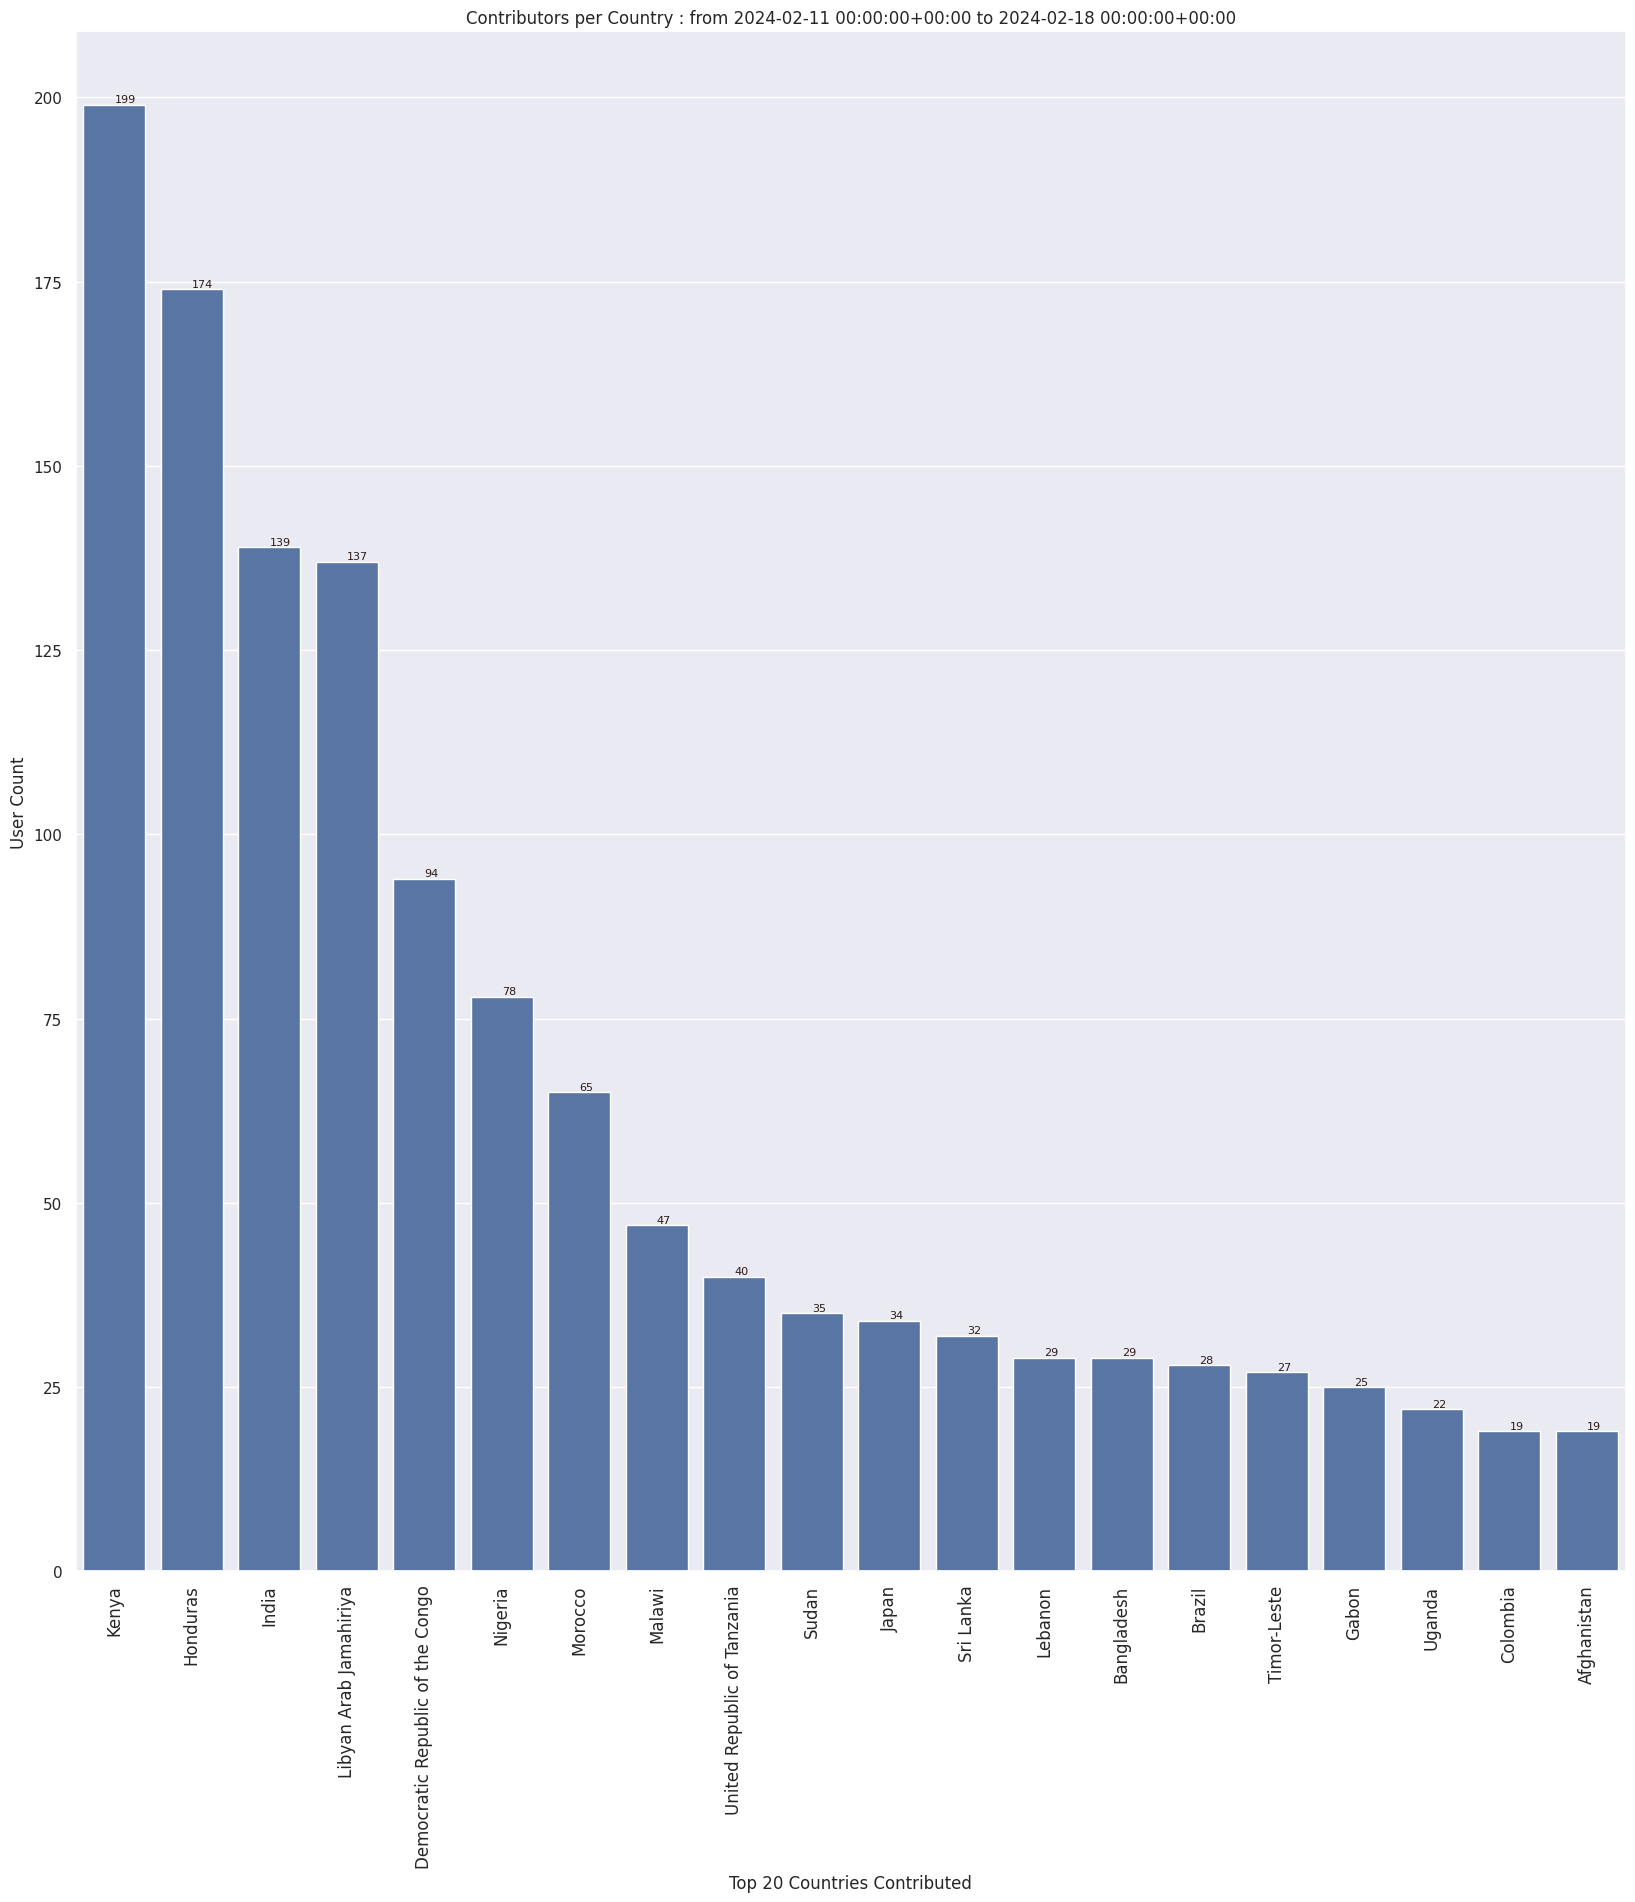 Contributors per Country : from 2024-02-11 00:00:00+00:00 to 2024-02-18 00:00:00+00:00
User Count
200
175
150
125
100
75
50
25
0
199
174
139
137
94
78
65
47
40
35
34
32
29
29
28
27
25
22
19
19
Kenya
Honduras
India
Libyan Arab Jamahiriya
Democratic Republic of the Congo
Nigeria
Morocco
Malawi
United Republic of Tanzania
Sudan
Japan
Sri Lanka
Lebanon
Bangladesh
Brazil
Timor-Leste
Gabon
Uganda
Colombia
Afghanistan
Top 20 Countries Contributed